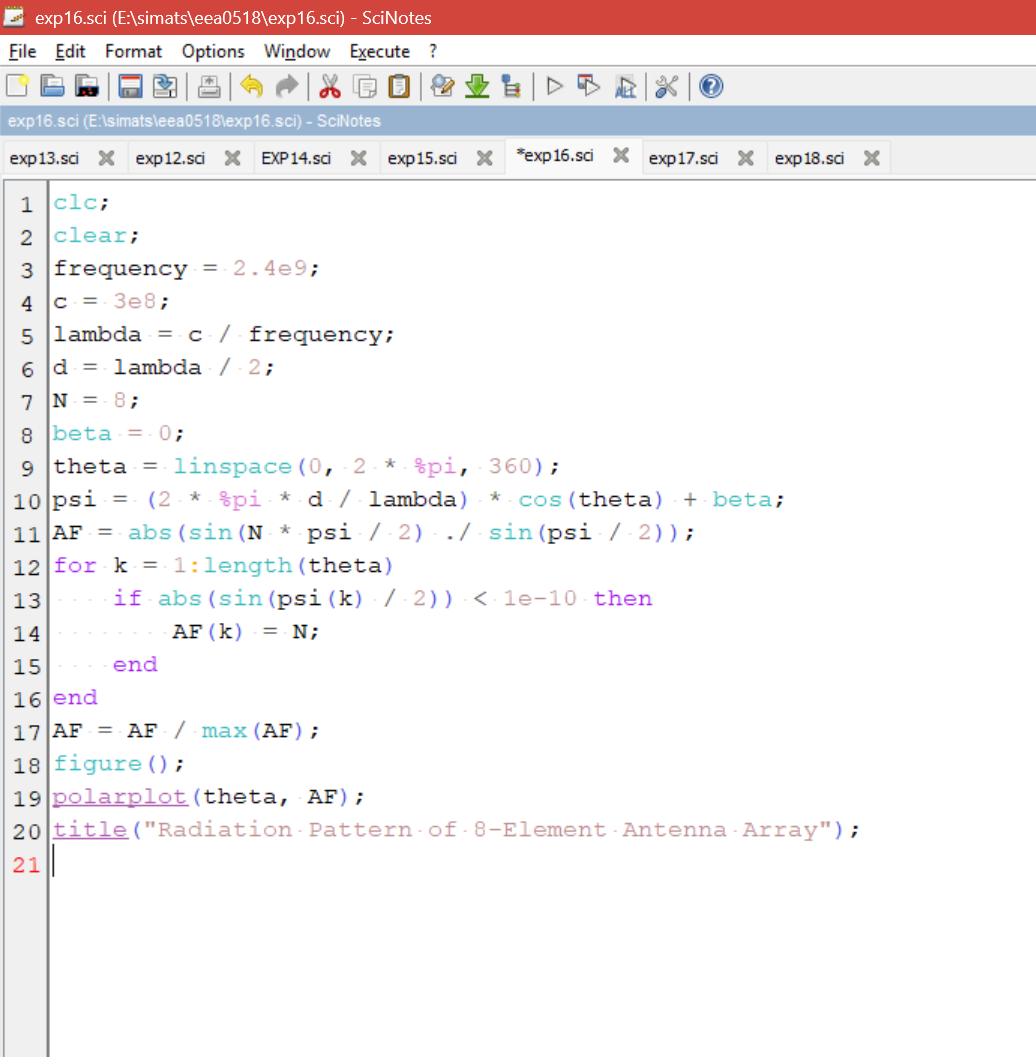 exp16.sci (E:\simats\eea0518\exp16.sci) - SciNotes
File Edit Format Options Window Execute ?
exp16.sci (E:\simats\eea0518\exp16.sci) - SciNotes
exp13.sci exp12.sci EXP14.sci exp15.sci *exp16.sci exp17.sci exp18.sci
1 clc;
2 clear;
3 frequency = 2.4e9;
4 c = 3e8;
5 lambda = c / frequency;
6 d = lambda / 2;
7 N = 8;
8 beta = 0;
9 theta = linspace(0, 2 * %pi, 360);
10 psi = (2 * %pi * d / lambda) * cos(theta) + beta;
11 AF = abs(sin(N * psi / 2) ./ sin(psi / 2));
12 for k = 1:length(theta)
13     if abs(sin(psi(k) / 2)) < 1e-10 then
14         AF(k) = N;
15     end
16 end
17 AF = AF / max(AF);
18 figure();
19 polarplot(theta, AF);
20 title("Radiation Pattern of 8-Element Antenna Array");
21